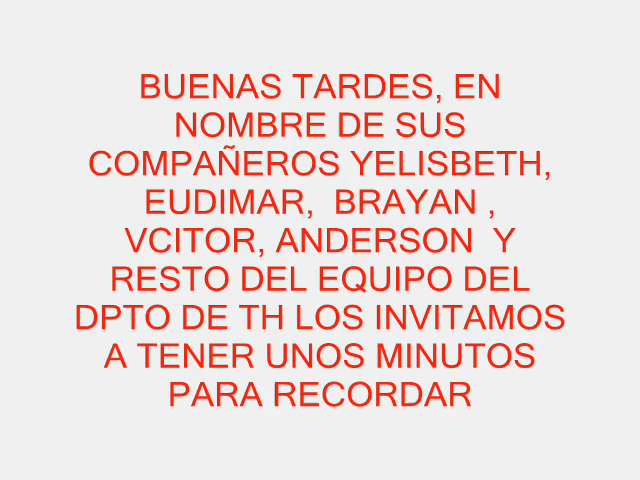 BUENAS TARDES, EN
NOMBRE DE SUS
COMPAÑEROS YELISBETH,
EUDIMAR,  BRAYAN ,
VCITOR, ANDERSON  Y
RESTO DEL EQUIPO DEL
DPTO DE TH LOS INVITAMOS
A TENER UNOS MINUTOS
PARA RECORDAR